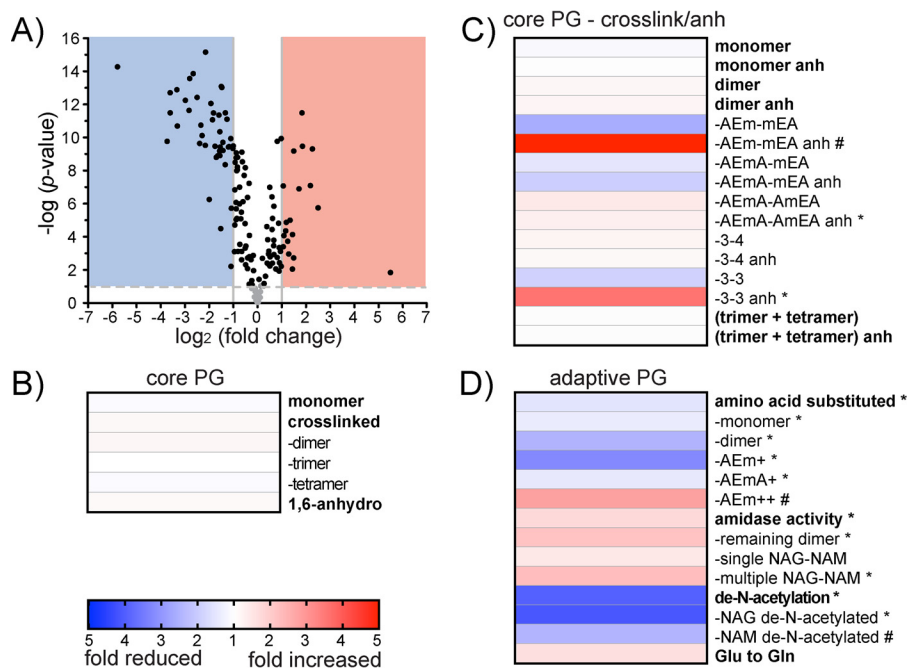 A)
16
14
12
10
8
6
4
2
0
-log (p-value)
-7 -6 -5 -4 -3 -2 -1 0 1 2 3 4 5 6 7
log2 (fold change)
B)
core PG
monomer
crosslinked
-dimer
-trimer
-tetramer
1,6-anhydro
5 4 3 2 1 2 3 4 5
fold reduced fold increased
C)
core PG - crosslink/anh
monomer
monomer anh
dimer
dimer anh
-AEm-mEA
-AEm-mEA anh #
-AEmA-mEA
-AEmA-mEA anh
-AEmA-AmEA
-AEmA-AmEA anh *
-3-4
-3-4 anh
-3-3
-3-3 anh *
(trimer + tetramer)
(trimer + tetramer) anh
D)
adaptive PG
amino acid substituted *
-monomer *
-dimer *
-AEm+ *
-AEmA+ *
-AEm++ #
amidase activity *
-remaining dimer *
-single NAG-NAM
-multiple NAG-NAM *
de-N-acetylation *
-NAG de-N-acetylated *
-NAM de-N-acetylated #
Glu to Gln